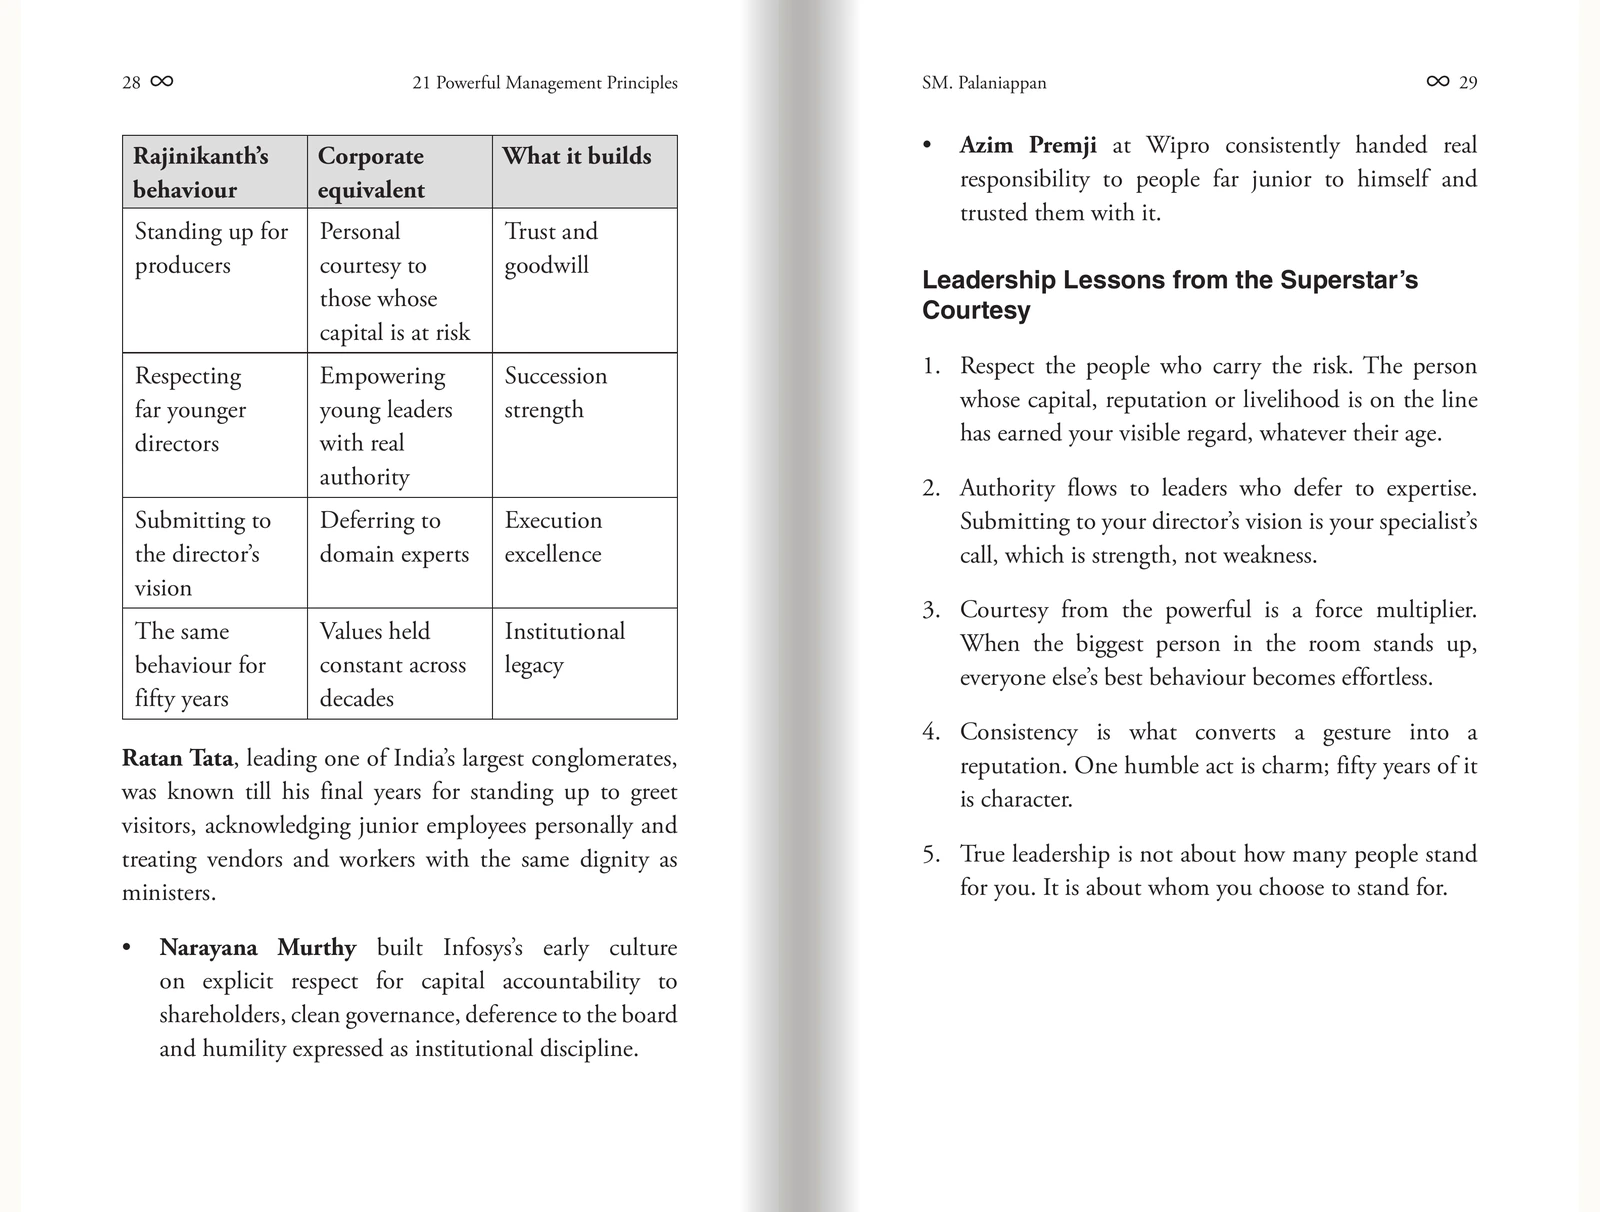 28 ∞ 21 Powerful Management Principles
Rajinikanth’s behaviour | Corporate equivalent | What it builds
Standing up for producers | Personal courtesy to those whose capital is at risk | Trust and goodwill
Respecting far younger directors | Empowering young leaders with real authority | Succession strength
Submitting to the director’s vision | Deferring to domain experts | Execution excellence
The same behaviour for fifty years | Values held constant across decades | Institutional legacy
Ratan Tata, leading one of India’s largest conglomerates,
was known till his final years for standing up to greet
visitors, acknowledging junior employees personally and
treating vendors and workers with the same dignity as
ministers.
• Narayana Murthy built Infosys’s early culture
on explicit respect for capital accountability to
shareholders, clean governance, deference to the board
and humility expressed as institutional discipline.
SM. Palaniappan ∞ 29
• Azim Premji at Wipro consistently handed real
responsibility to people far junior to himself and
trusted them with it.
Leadership Lessons from the Superstar’s
Courtesy
1. Respect the people who carry the risk. The person
whose capital, reputation or livelihood is on the line
has earned your visible regard, whatever their age.
2. Authority flows to leaders who defer to expertise.
Submitting to your director’s vision is your specialist’s
call, which is strength, not weakness.
3. Courtesy from the powerful is a force multiplier.
When the biggest person in the room stands up,
everyone else’s best behaviour becomes effortless.
4. Consistency is what converts a gesture into a
reputation. One humble act is charm; fifty years of it
is character.
5. True leadership is not about how many people stand
for you. It is about whom you choose to stand for.